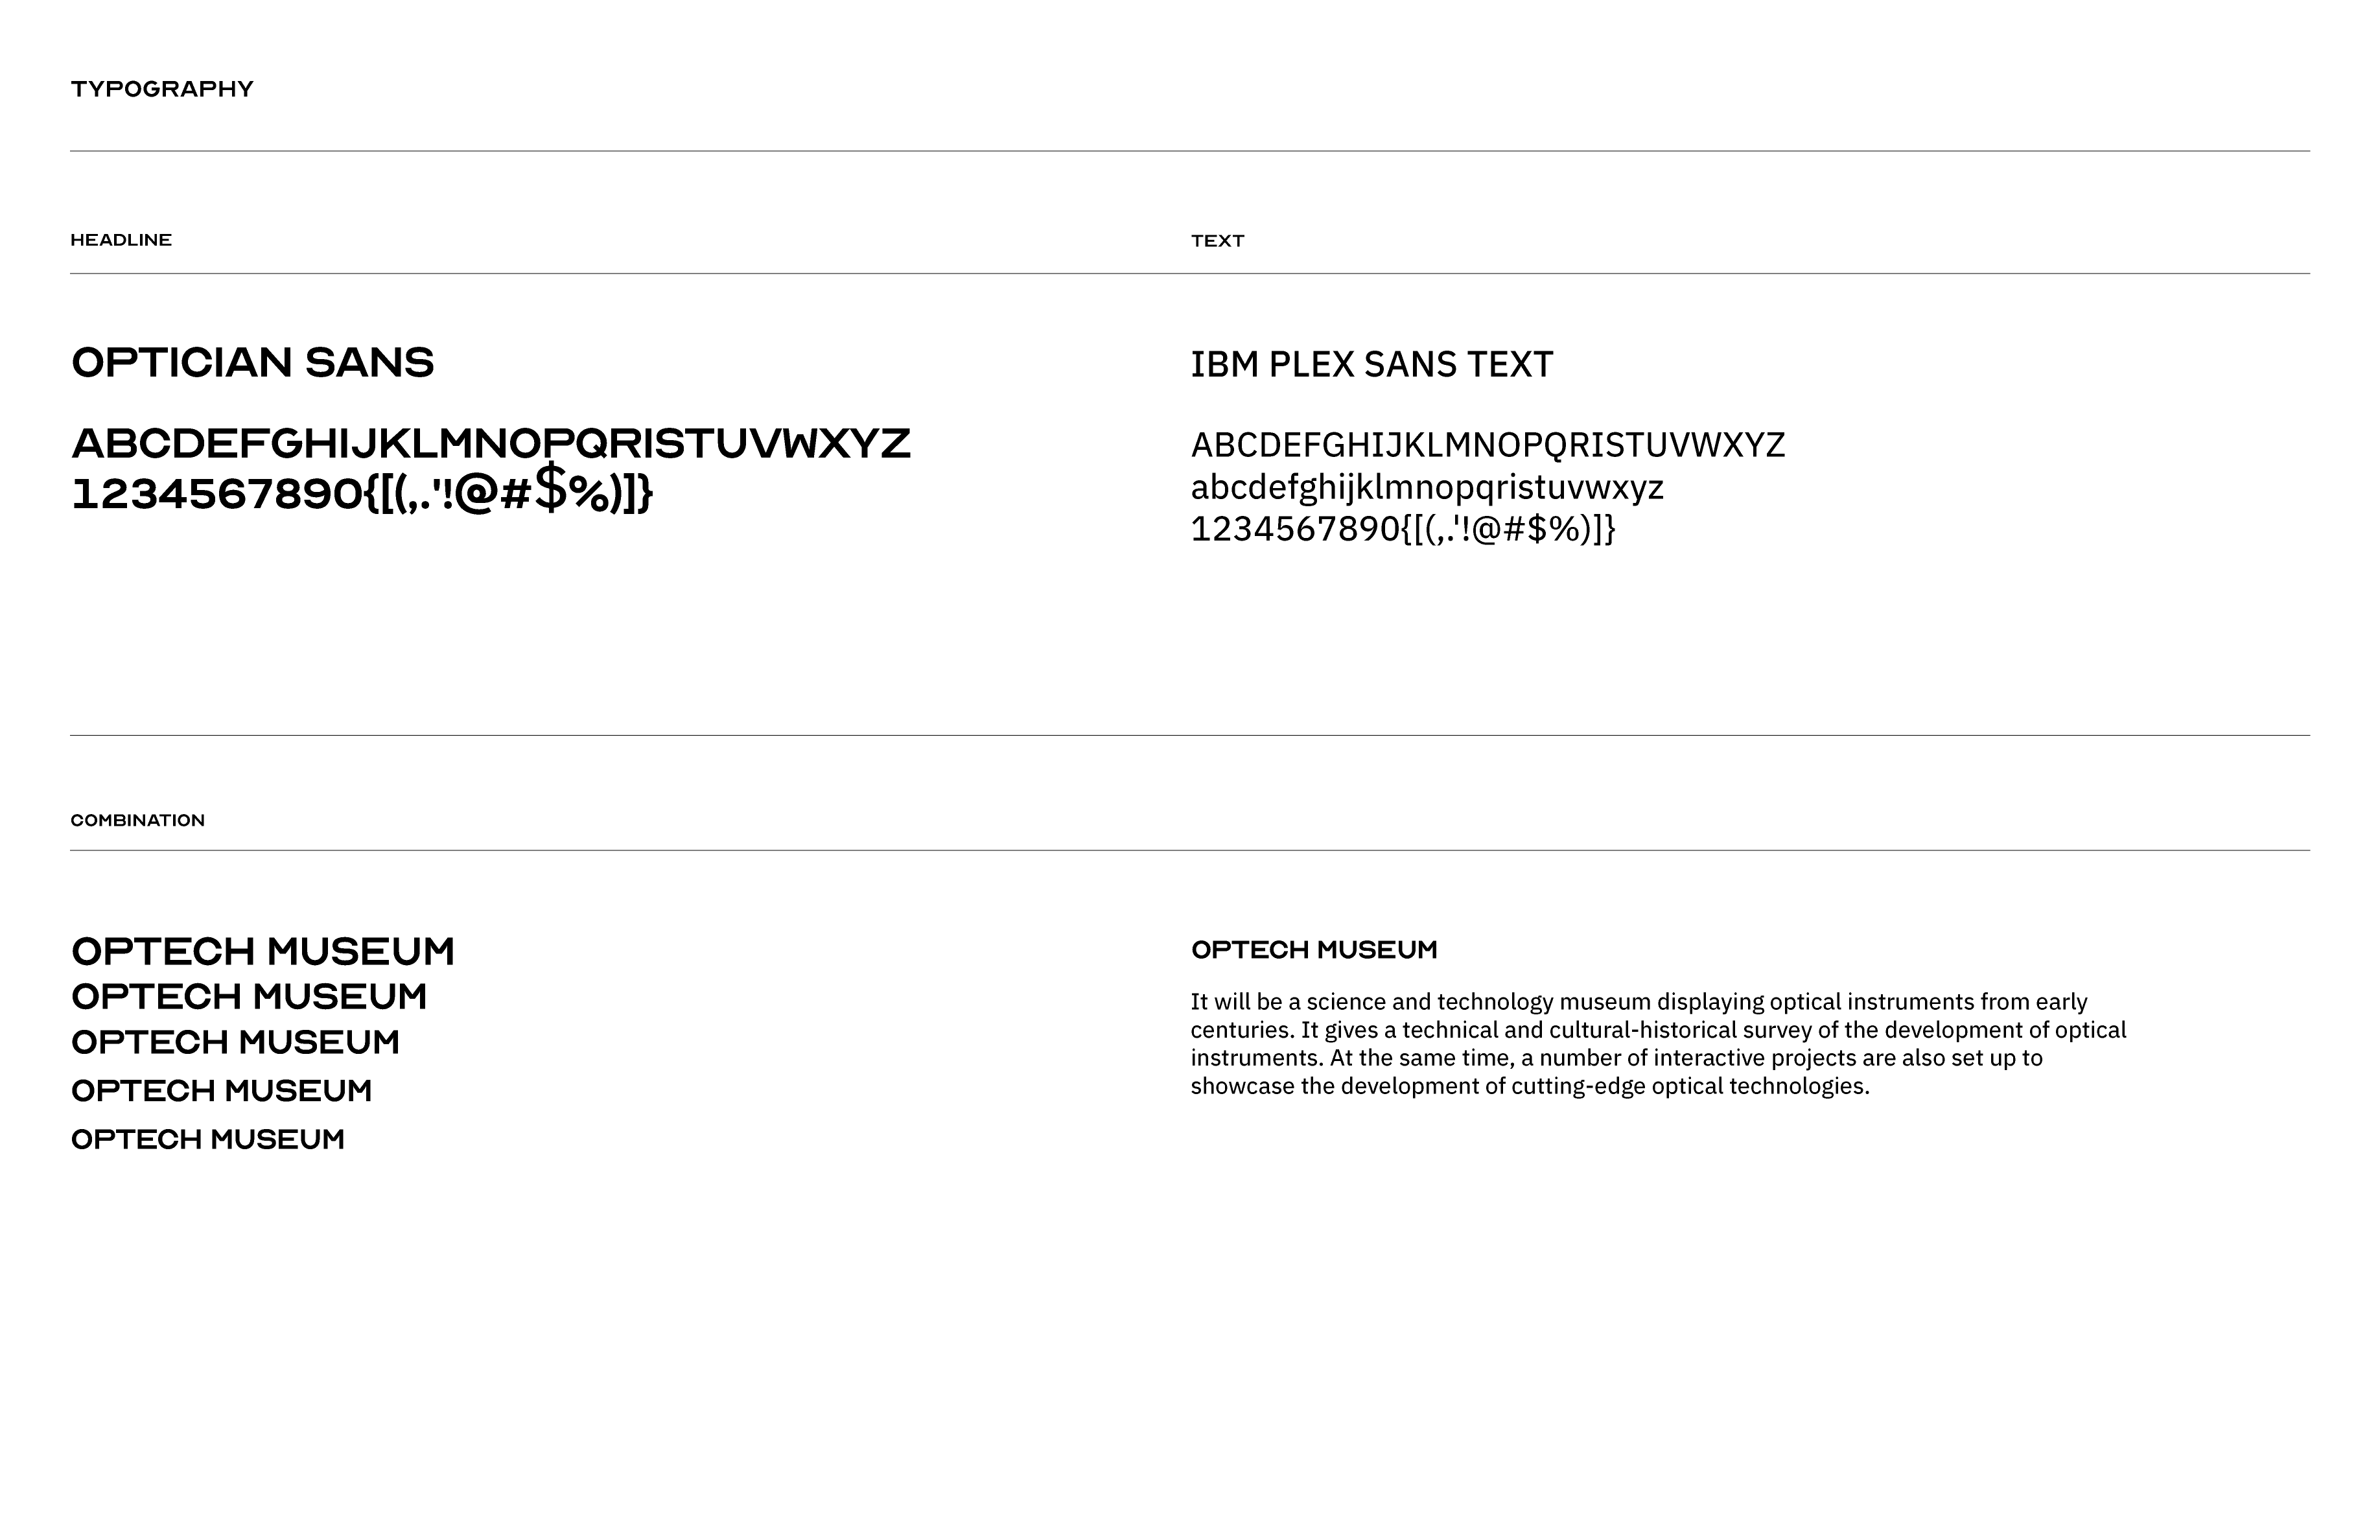 TYPOGRAPHY
HEADLINE
TEXT
OPTICIAN SANS
ABCDEFGHIJKLMNOPQRISTUVWXYZ
1234567890{[(,.'!@#$%)]}
IBM PLEX SANS TEXT
ABCDEFGHIJKLMNOPQRISTUVWXYZ
abcdefghijklmnopqristuvwxyz
1234567890{[(,.'!@#$%)]}
COMBINATION
OPTECH MUSEUM
OPTECH MUSEUM
OPTECH MUSEUM
OPTECH MUSEUM
OPTECH MUSEUM
OPTECH MUSEUM
It will be a science and technology museum displaying optical instruments from early
centuries. It gives a technical and cultural-historical survey of the development of optical
instruments. At the same time, a number of interactive projects are also set up to
showcase the development of cutting-edge optical technologies.